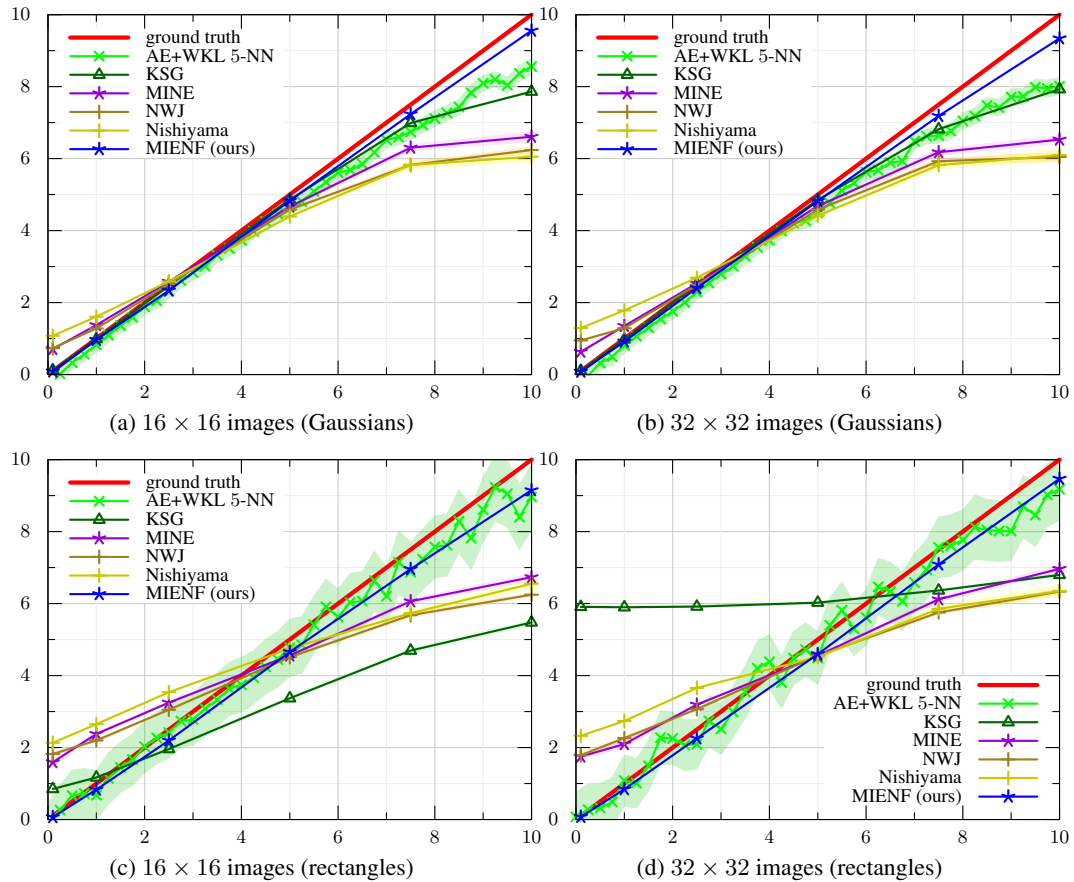 10
8
6
4
2
0
ground truth
AE+WKL 5-NN
KSG
MINE
NWJ
Nishiyama
MIENF (ours)
0 2 4 6 8 10
(a) 16 × 16 images (Gaussians)
10
8
6
4
2
0
ground truth
AE+WKL 5-NN
KSG
MINE
NWJ
Nishiyama
MIENF (ours)
0 2 4 6 8 10
(b) 32 × 32 images (Gaussians)
10
8
6
4
2
0
ground truth
AE+WKL 5-NN
KSG
MINE
NWJ
Nishiyama
MIENF (ours)
0 2 4 6 8 10
(c) 16 × 16 images (rectangles)
10
8
6
4
2
0
ground truth
AE+WKL 5-NN
KSG
MINE
NWJ
Nishiyama
MIENF (ours)
0 2 4 6 8 10
(d) 32 × 32 images (rectangles)